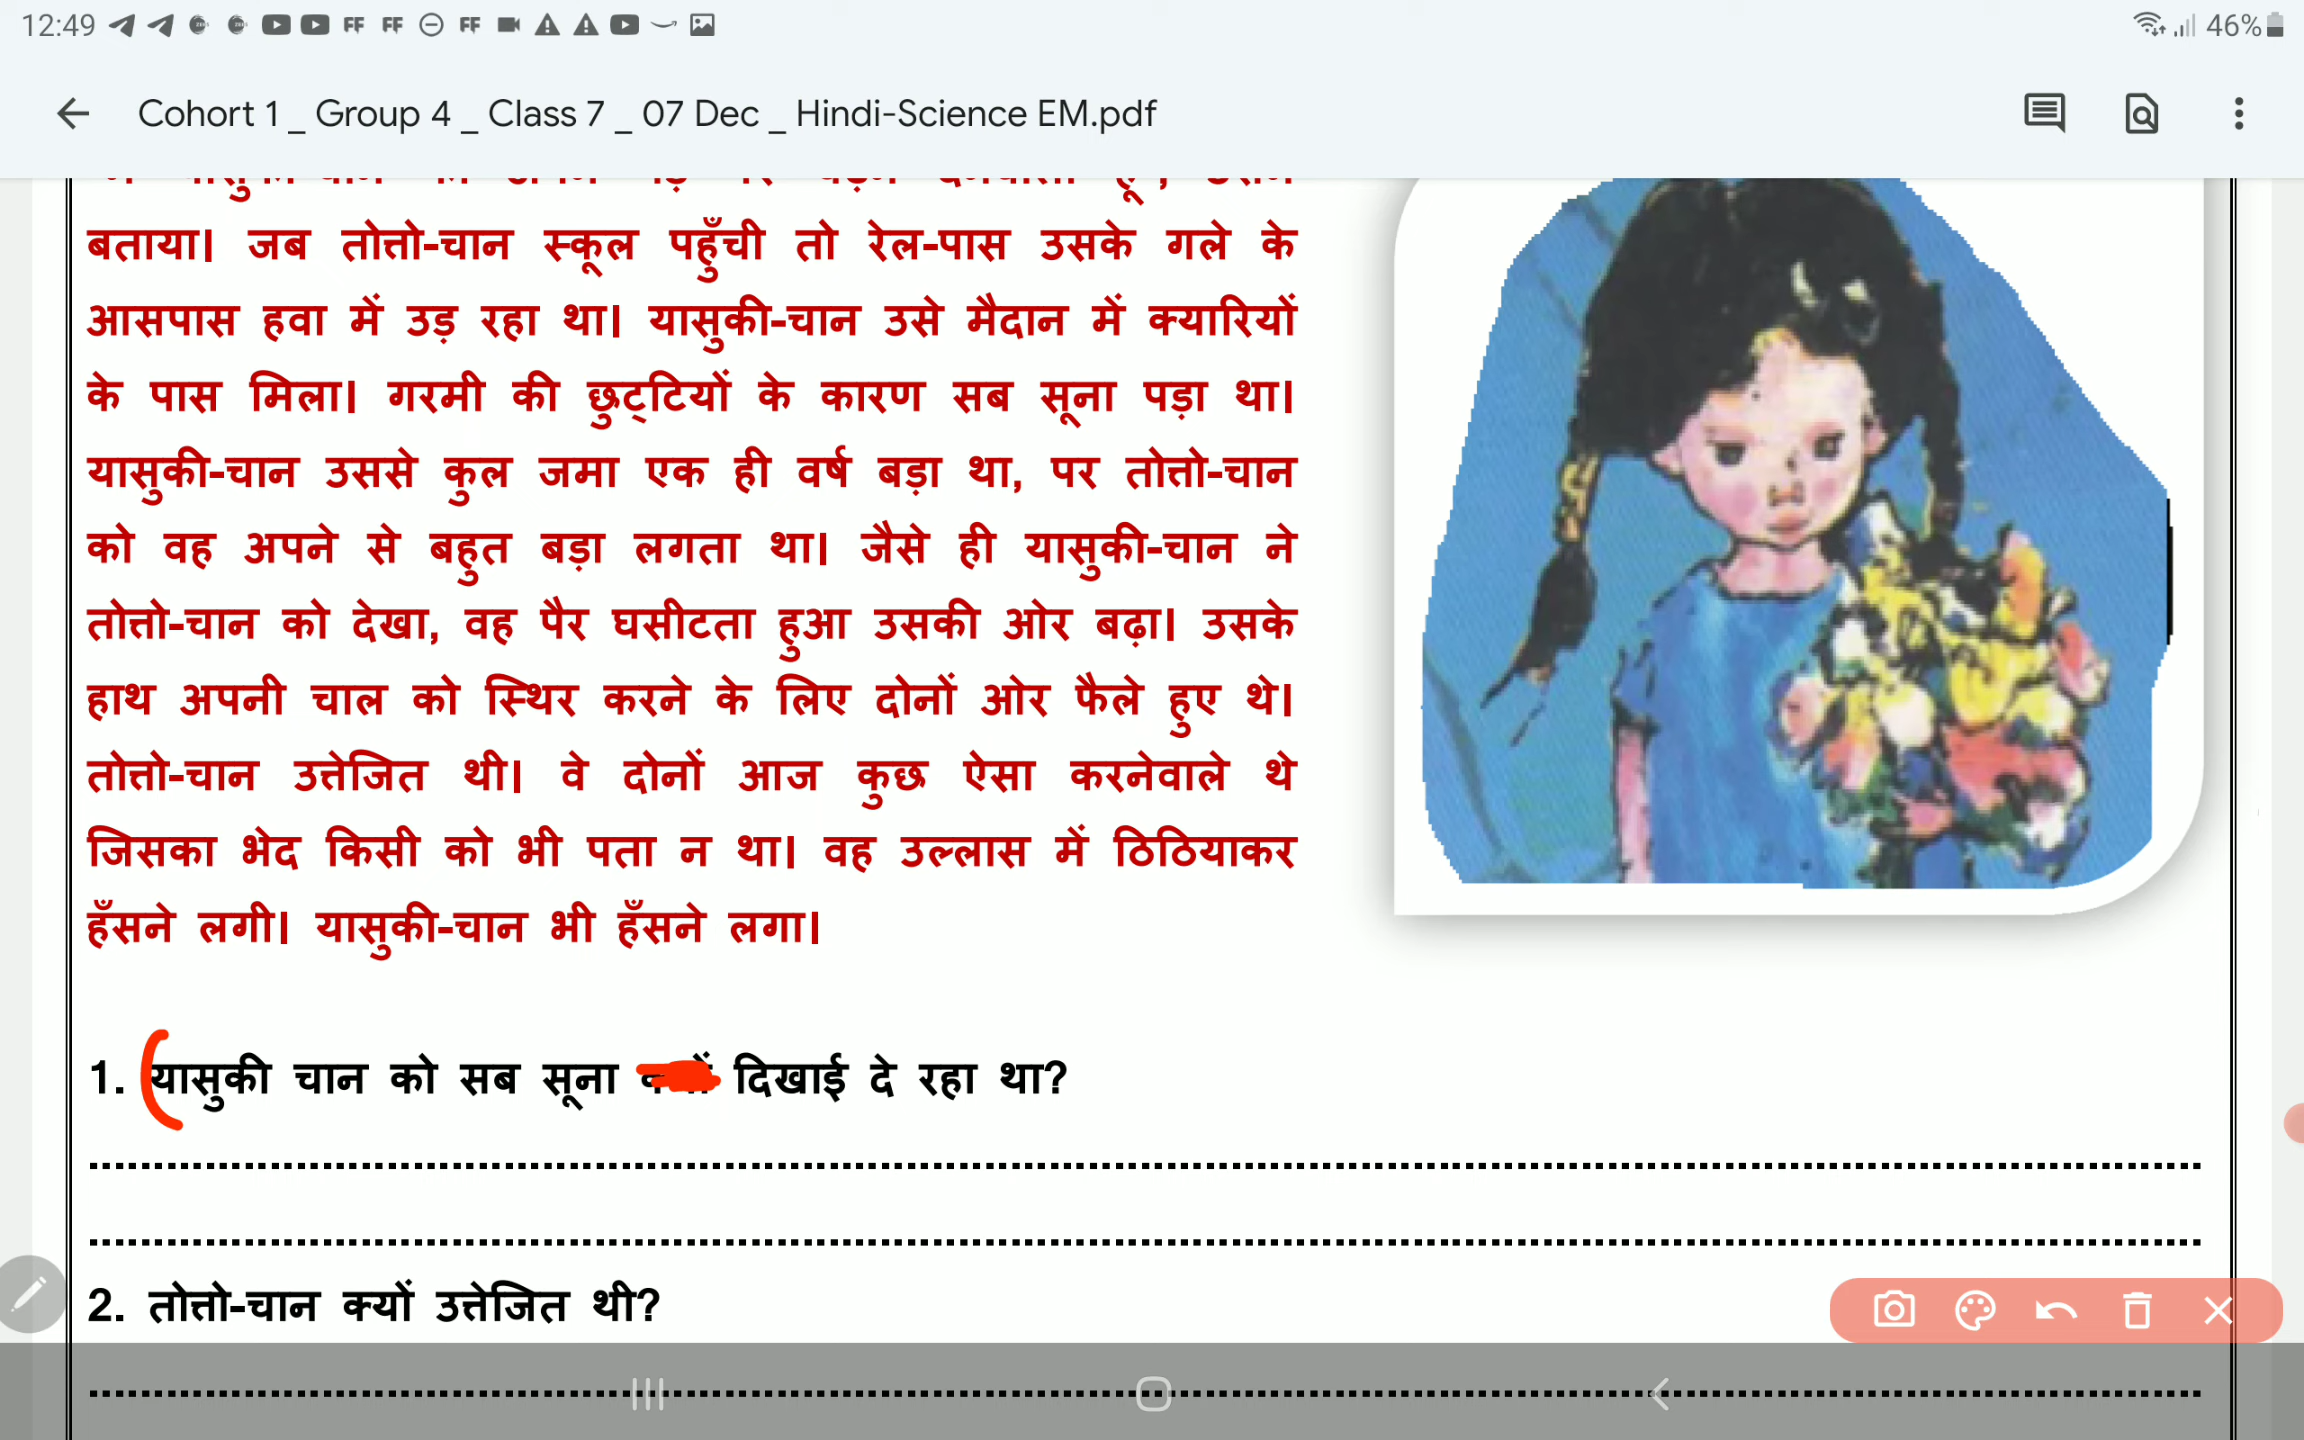 12:49
46%
Cohort 1 _ Group 4 _ Class 7 _ 07 Dec _ Hindi-Science EM.pdf
बताया। जब तोत्तो-चान स्कूल पहुँची तो रेल-पास उसके गले के
आसपास हवा में उड़ रहा था। यासुकी-चान उसे मैदान में क्यारियों
के पास मिला। गरमी की छुट्टियों के कारण सब सूना पड़ा था।
यासुकी-चान उससे कुल जमा एक ही वर्ष बड़ा था, पर तोत्तो-चान
को वह अपने से बहुत बड़ा लगता था। जैसे ही यासुकी-चान ने
तोत्तो-चान को देखा, वह पैर घसीटता हुआ उसकी ओर बढ़ा। उसके
हाथ अपनी चाल को स्थिर करने के लिए दोनों ओर फैले हुए थे।
तोत्तो-चान उत्तेजित थी। वे दोनों आज कुछ ऐसा करनेवाले थे
जिसका भेद किसी को भी पता न था। वह उल्लास में ठिठियाकर
हँसने लगी। यासुकी-चान भी हँसने लगा।
1. यासुकी चान को सब सूना दिखाई दे रहा था?
2. तोत्तो-चान क्यों उत्तेजित थी?